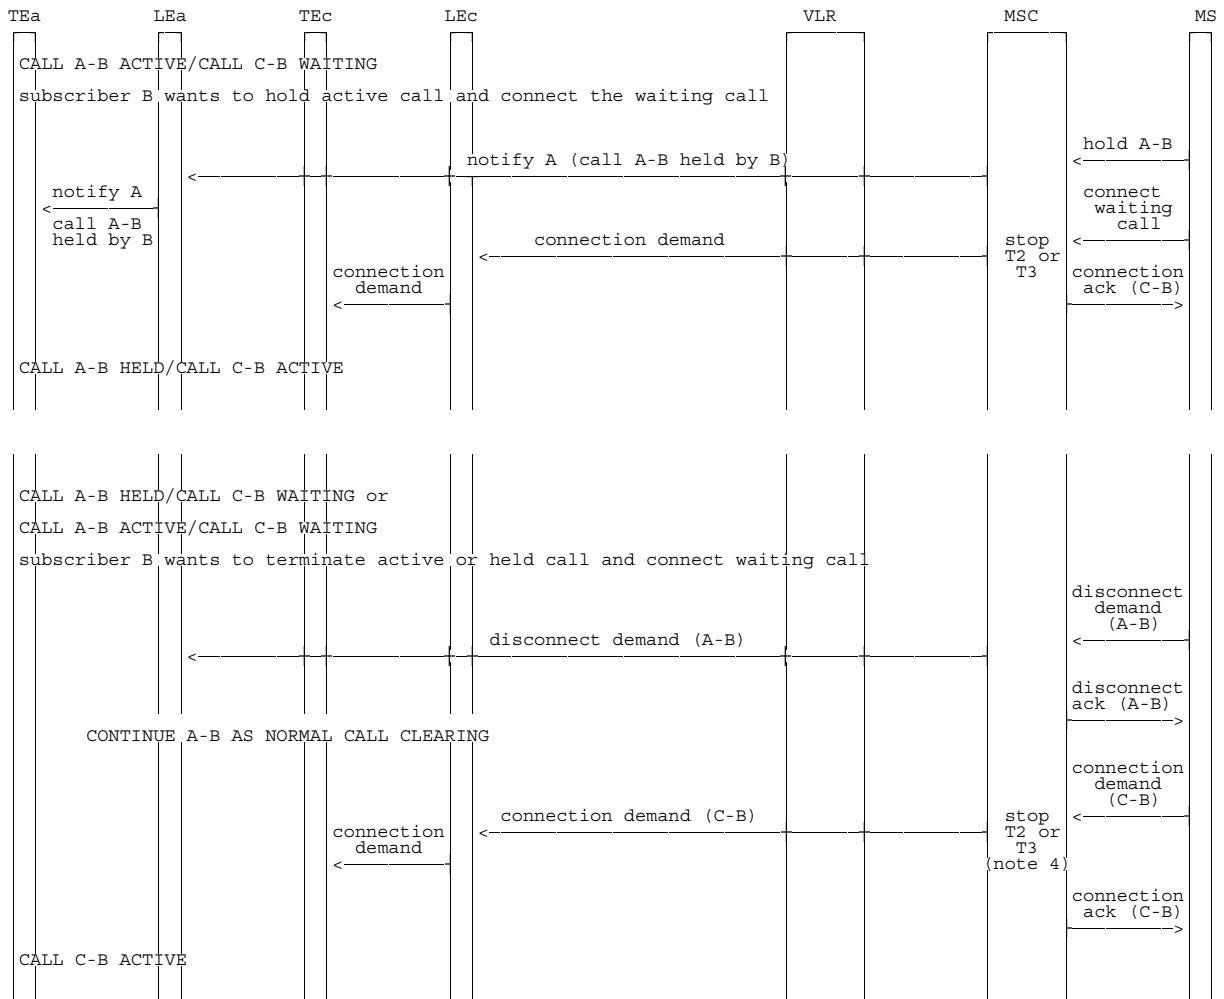 TEa LEa TEc LEc VLR MSC MS
CALL A-B ACTIVE/CALL C-B WAITING
subscriber B wants to hold active call and connect the waiting call
hold A-B
notify A (call A-B held by B)
notify A
call A-B
held by B
connect
waiting
call
connection demand
stop
T2 or
T3
connection
demand
connection
ack (C-B)
CALL A-B HELD/CALL C-B ACTIVE
CALL A-B HELD/CALL C-B WAITING or
CALL A-B ACTIVE/CALL C-B WAITING
subscriber B wants to terminate active or held call and connect waiting call
disconnect
demand
(A-B)
disconnect demand (A-B)
disconnect
ack (A-B)
CONTINUE A-B AS NORMAL CALL CLEARING
connection
demand
(C-B)
connection demand (C-B)
stop
T2 or
T3
(note 4)
connection
demand
connection
ack (C-B)
CALL C-B ACTIVE